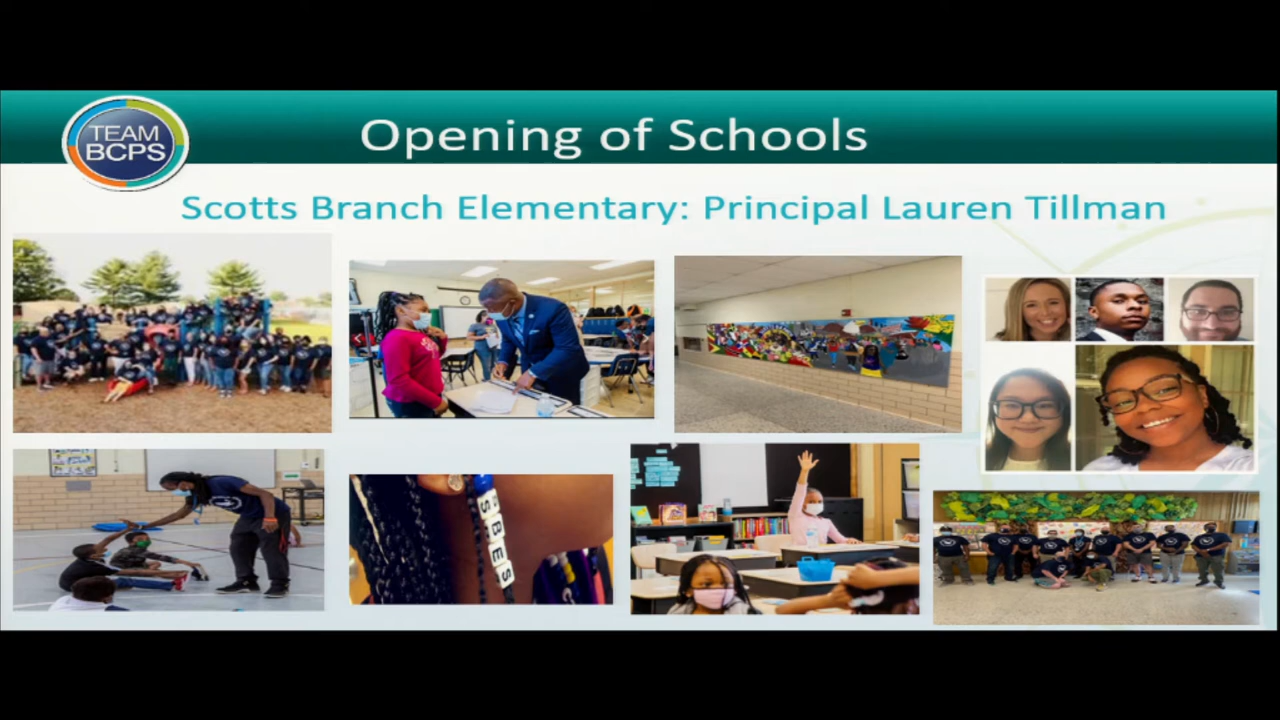 TEAM
BCPS
Opening of Schools
Scotts Branch Elementary: Principal Lauren Tillman
SBES